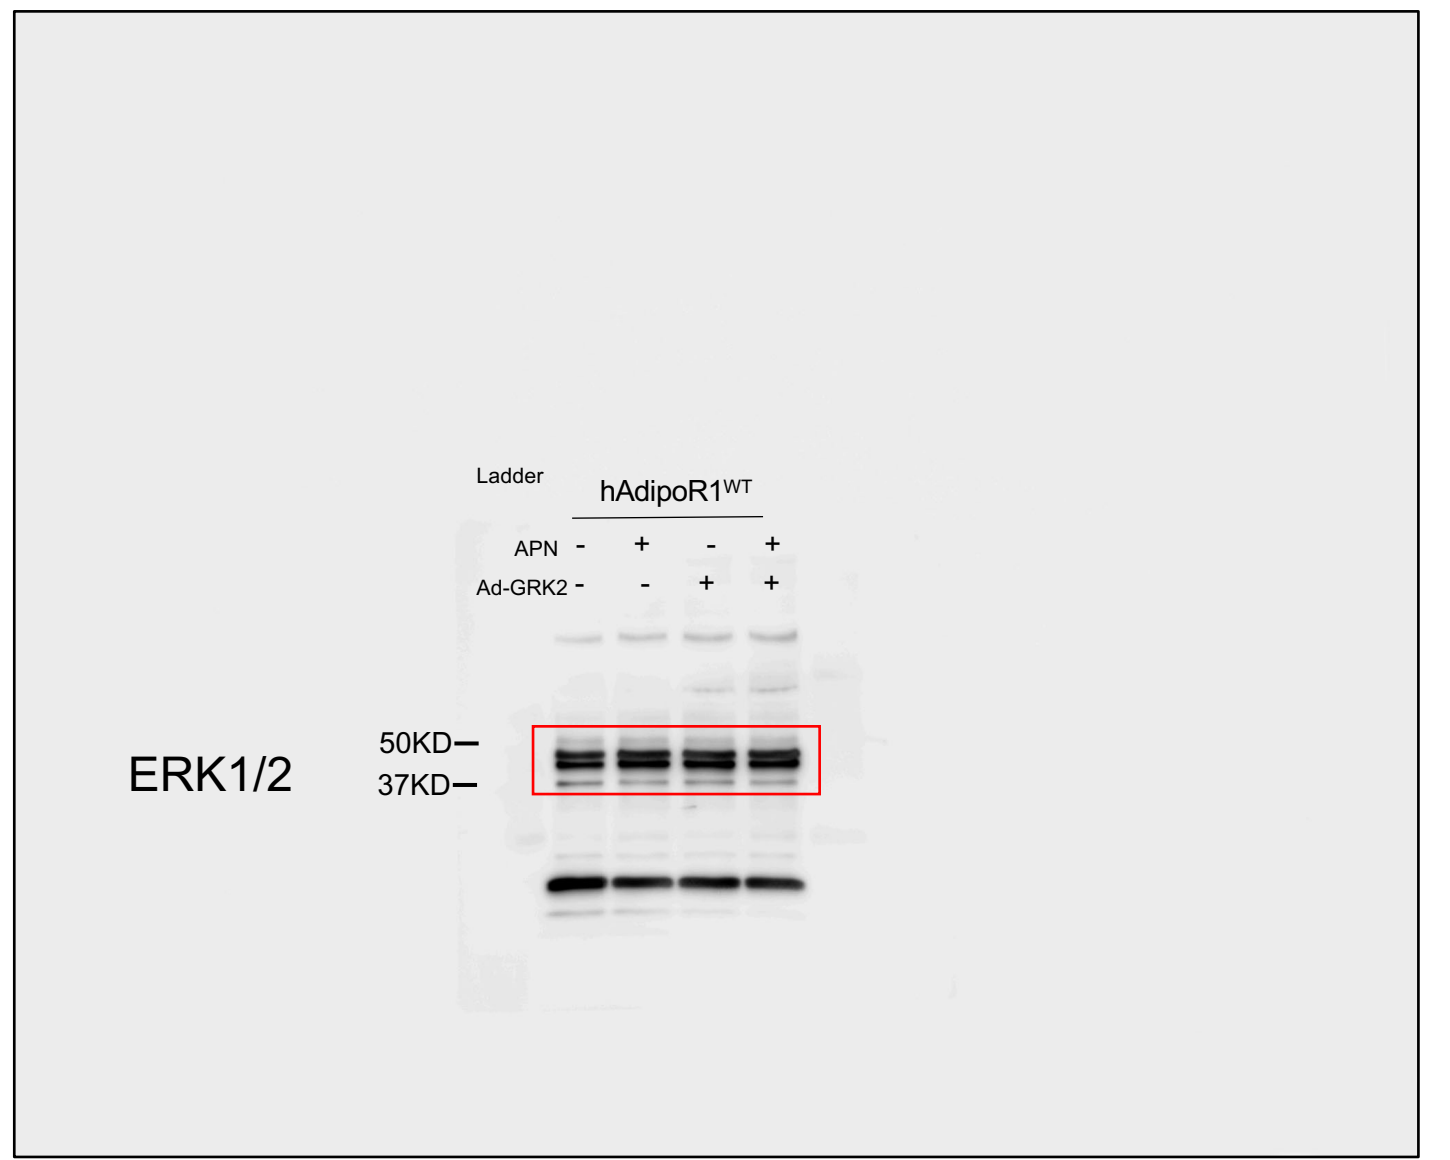 Ladder
hAdipoR1WT
APN - + - +
Ad-GRK2 - - + +
50KD
ERK1/2
37KD